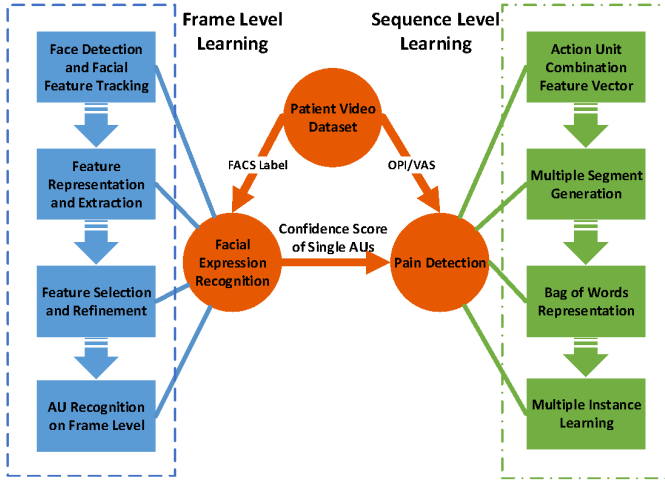 Frame Level
Learning
Sequence Level
Learning
Face Detection
and Facial
Feature Tracking
Feature
Representation
and Extraction
Feature Selection
and Refinement
AU Recognition
on Frame Level
Patient Video
Dataset
FACS Label
OPI/VAS
Facial
Expression
Recognition
Confidence Score
of Single AUs
Pain Detection
Action Unit
Combination
Feature Vector
Multiple Segment
Generation
Bag of Words
Representation
Multiple Instance
Learning